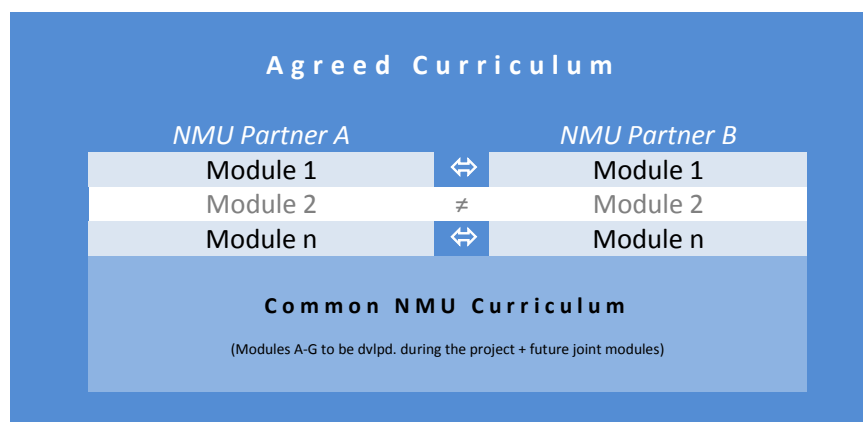 Agreed Curriculum
NMU Partner A NMU Partner B
Module 1 ⇔ Module 1
Module 2 ≠ Module 2
Module n ⇔ Module n
Common NMU Curriculum
(Modules A-G to be dvlpd. during the project + future joint modules)